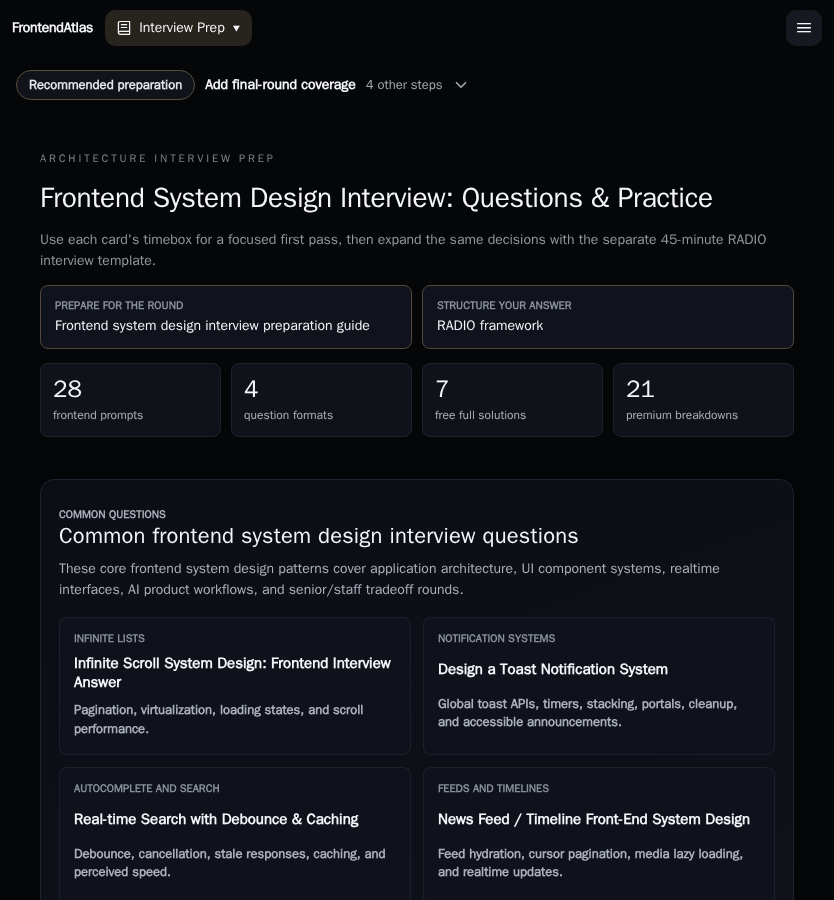 FrontendAtlas
Interview Prep ▾
Recommended preparation
Add final-round coverage
4 other steps
ARCHITECTURE INTERVIEW PREP
Frontend System Design Interview: Questions & Practice
Use each card's timebox for a focused first pass, then expand the same decisions with the separate 45-minute RADIO
interview template.
PREPARE FOR THE ROUND
Frontend system design interview preparation guide
STRUCTURE YOUR ANSWER
RADIO framework
28
frontend prompts
4
question formats
7
free full solutions
21
premium breakdowns
COMMON QUESTIONS
Common frontend system design interview questions
These core frontend system design patterns cover application architecture, UI component systems, realtime
interfaces, AI product workflows, and senior/staff tradeoff rounds.
INFINITE LISTS
Infinite Scroll System Design: Frontend Interview
Answer
Pagination, virtualization, loading states, and scroll
performance.
NOTIFICATION SYSTEMS
Design a Toast Notification System
Global toast APIs, timers, stacking, portals, cleanup,
and accessible announcements.
AUTOCOMPLETE AND SEARCH
Real-time Search with Debounce & Caching
Debounce, cancellation, stale responses, caching, and
perceived speed.
FEEDS AND TIMELINES
News Feed / Timeline Front-End System Design
Feed hydration, cursor pagination, media lazy loading,
and realtime updates.